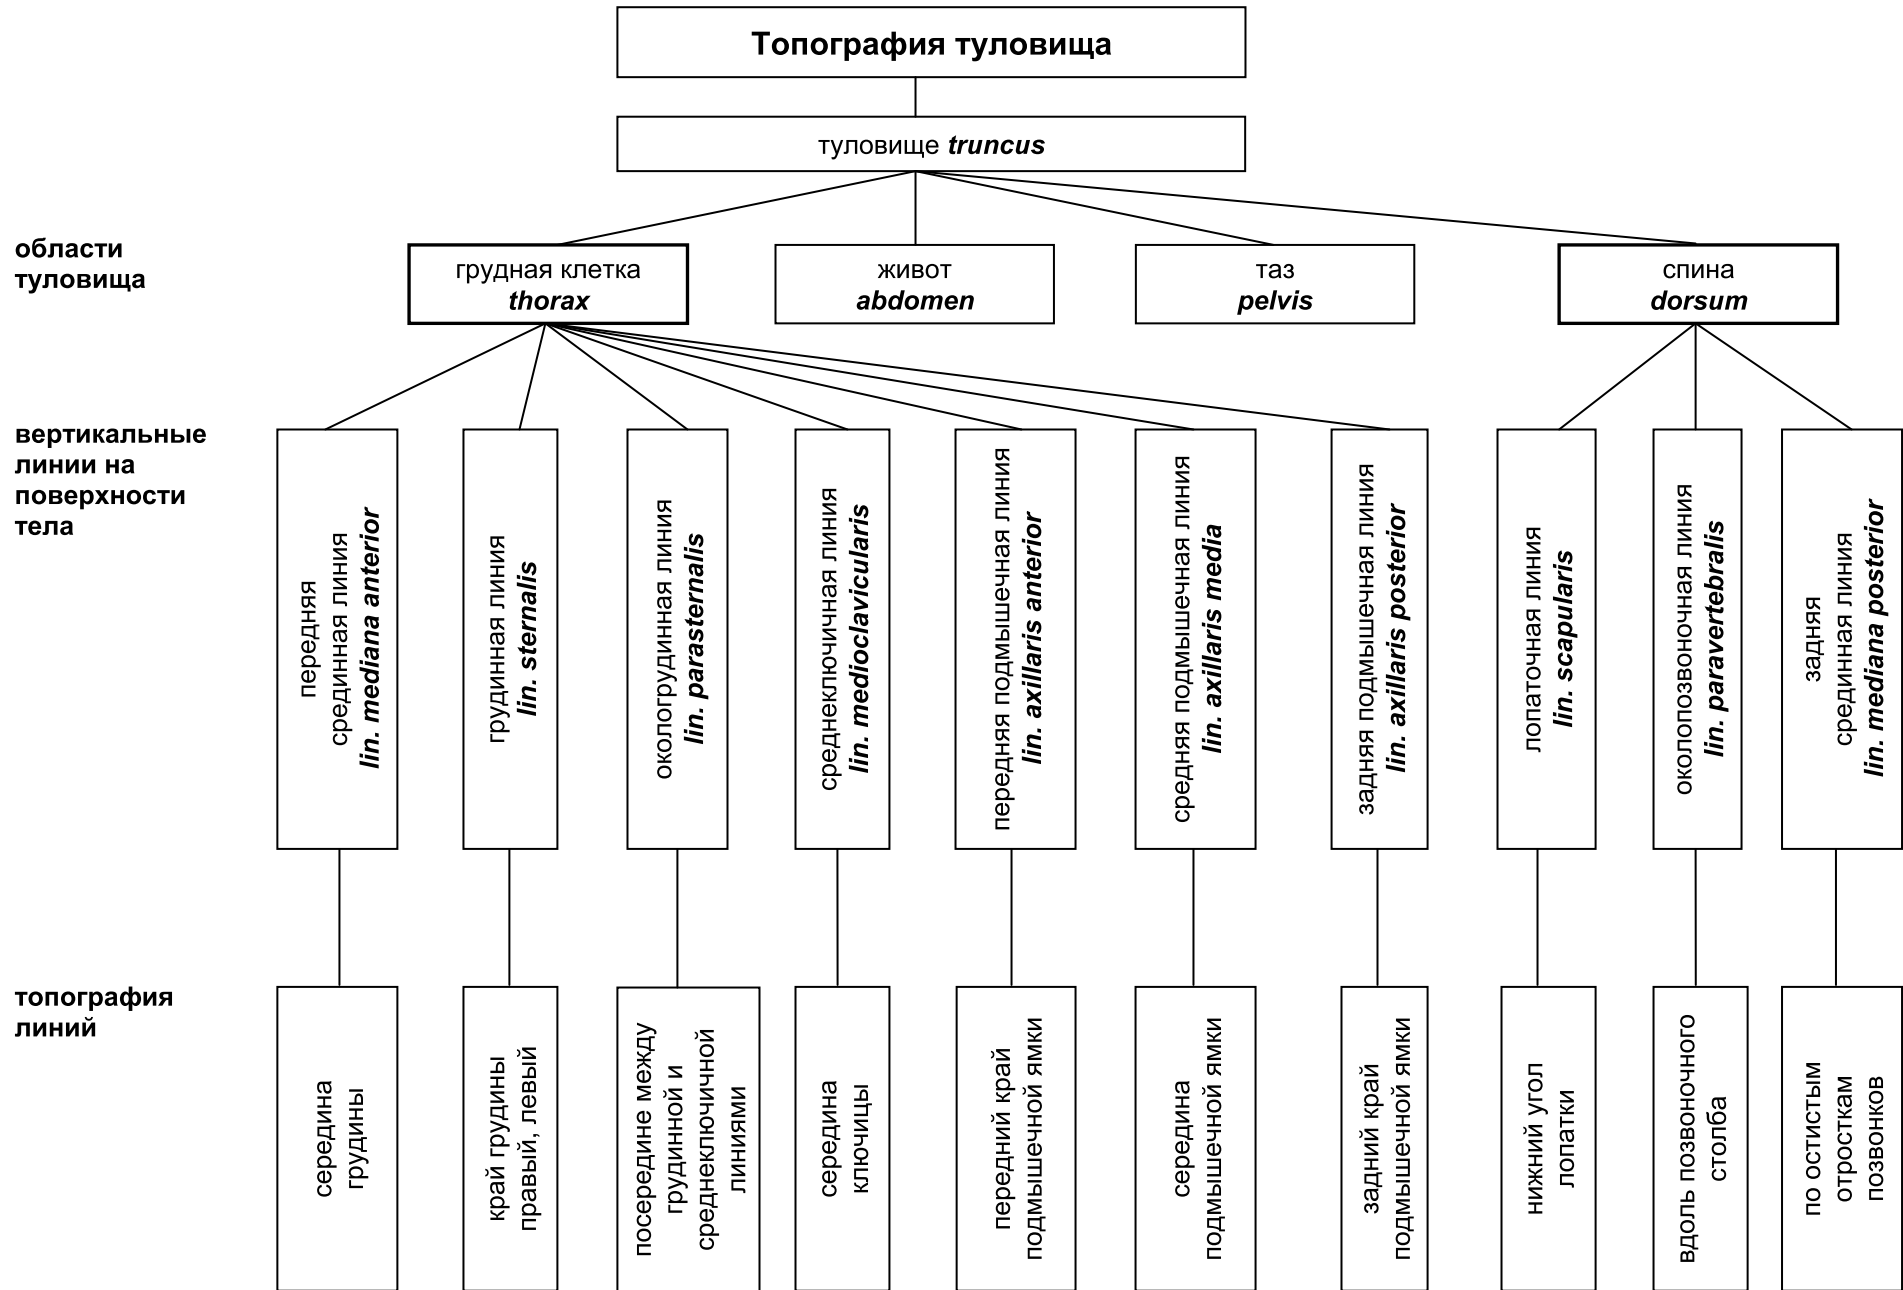 Топография туловища
туловище truncus
области
туловища
грудная клетка
thorax
живот
abdomen
таз
pelvis
спина
dorsum
вертикальные
линии на
поверхности
тела
передняя
срединная линия
lin. mediana anterior
грудинная линия
lin. sternalis
окологрудинная линия
lin. parasternalis
среднеключичная линия
lin. medioclavicularis
передняя подмышечная линия
lin. axillaris anterior
средняя подмышечная линия
lin. axillaris media
задняя подмышечная линия
lin. axillaris posterior
лопаточная линия
lin. scapularis
околопозвоночная линия
lin. paravertebralis
задняя
срединная линия
lin. mediana posterior
топография
линий
середина
грудины
край грудины
правый, левый
посередине между
грудинной и
среднеключичной
линиями
середина
ключицы
передний край
подмышечной ямки
середина
подмышечной ямки
задний край
подмышечной ямки
нижний угол
лопатки
вдоль позвоночного
столба
по остистым
отросткам
позвонков